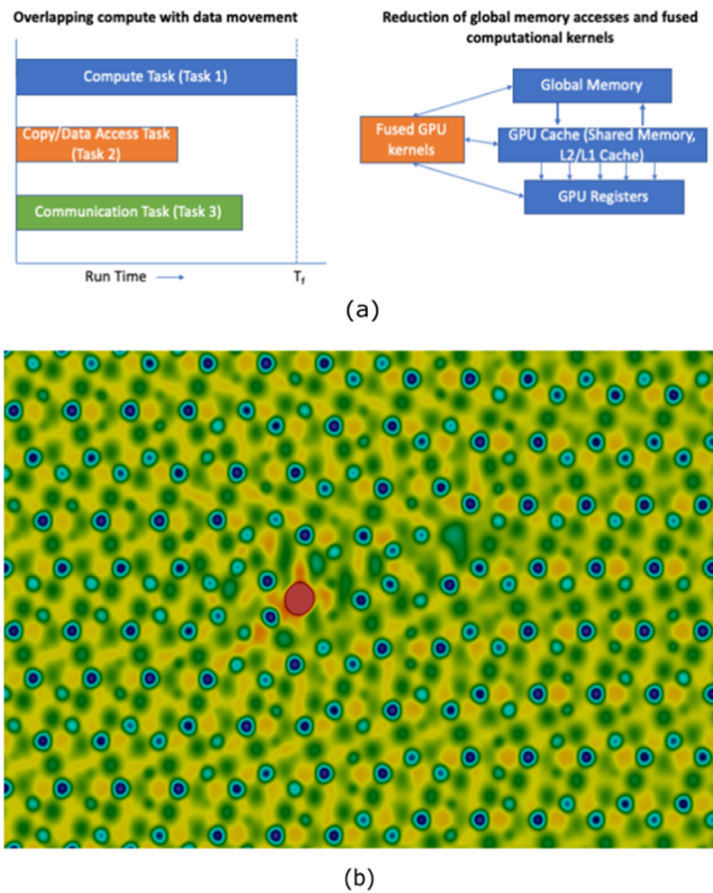 Overlapping compute with data movement
Compute Task (Task 1)
Copy/Data Access Task
(Task 2)
Communication Task (Task 3)
Run Time
Tf
Reduction of global memory accesses and fused
computational kernels
Global Memory
Fused GPU
kernels
GPU Cache (Shared Memory,
L2/L1 Cache)
GPU Registers
(a)
(b)